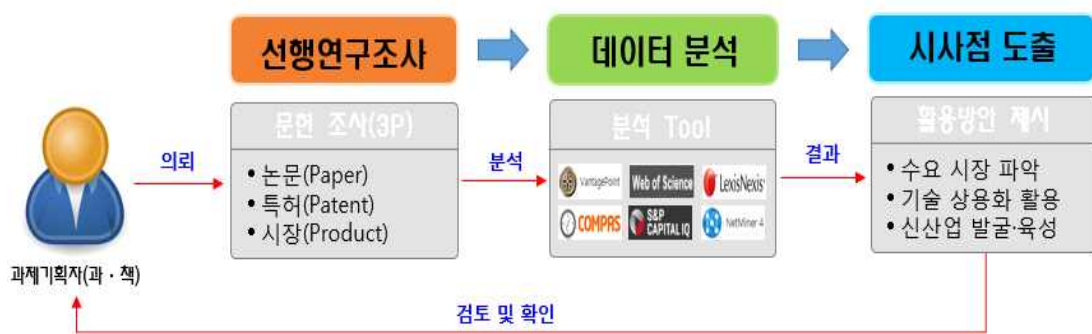 선행연구조사
데이터 분석
시사점 도출
문헌 조사(3P)
• 논문(Paper)
• 특허(Patent)
• 시장(Product)
분석 Tool
VantagePoint
Web of Science
LexisNexis
COMPAS
S&P
CAPITAL IQ
NetMiner 4
활용방안 제시
• 수요 시장 파악
• 기술 상용화 활용
• 신산업 발굴·육성
의뢰
분석
결과
과제기획자(과 · 책)
검토 및 확인